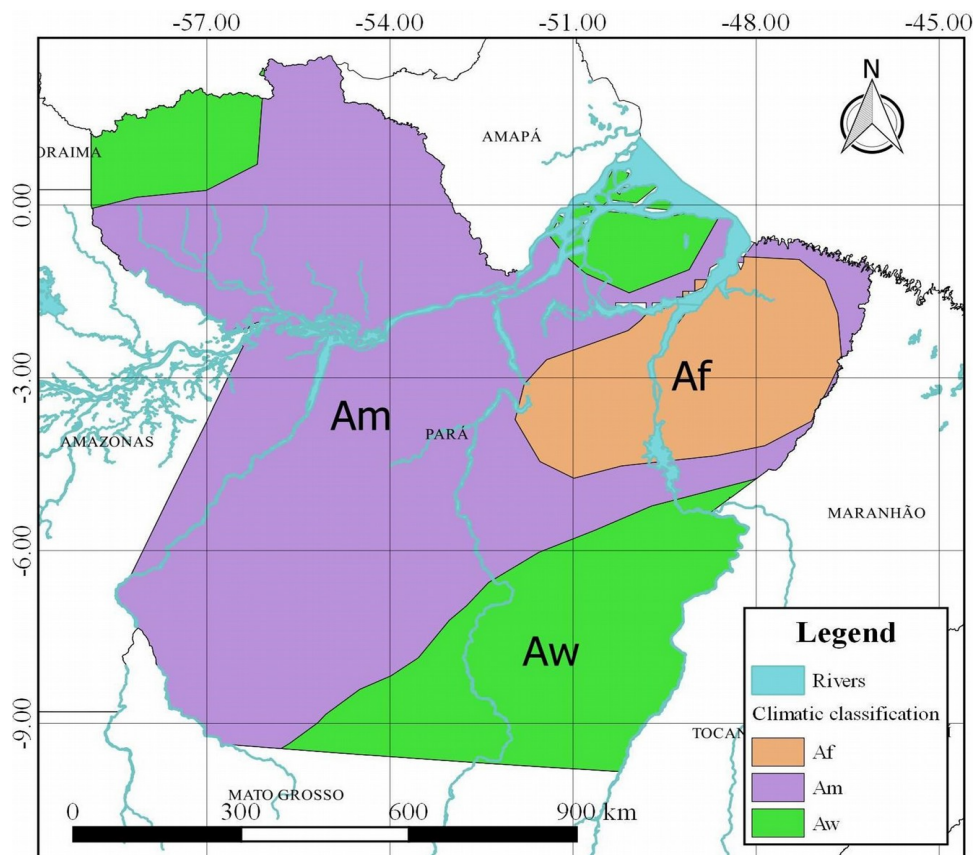 -57.00 -54.00 -51.00 -48.00 -45.00
N
AMAPÁ
ORAIMA
0.00
-3.00
Af
Am
PARÁ
AMAZONAS
MARANHÃO
-6.00
Aw
-9.00
Legend
Rivers
Climatic classification
Af
Am
Aw
TOCAN
MATO GROSSO
0 300 600 900 km